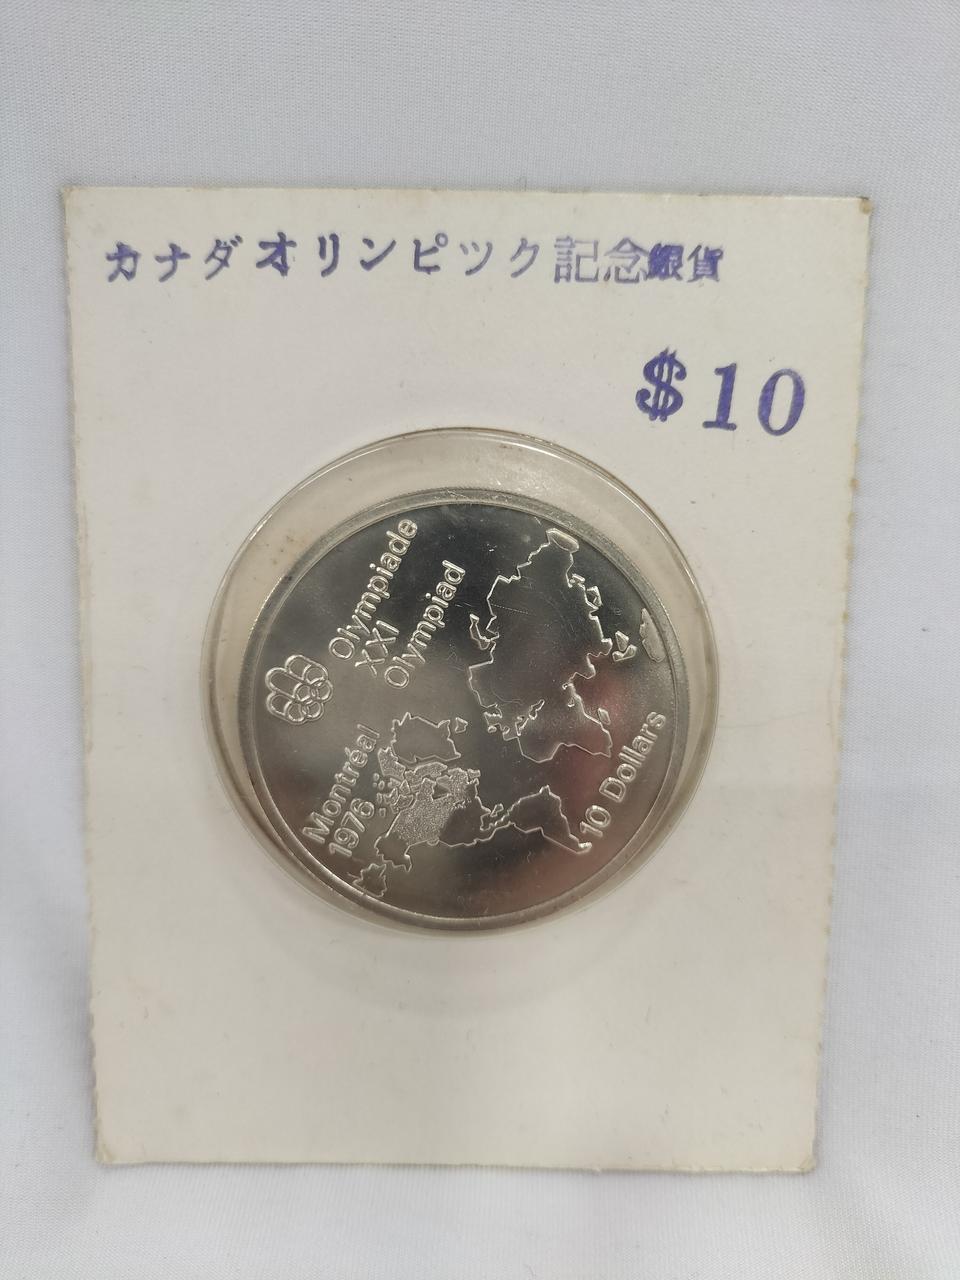 カナダオリンピック記念銀貨
$10
Olympiade
XXI
Olympiad
Montréal
1976
10 Dollars